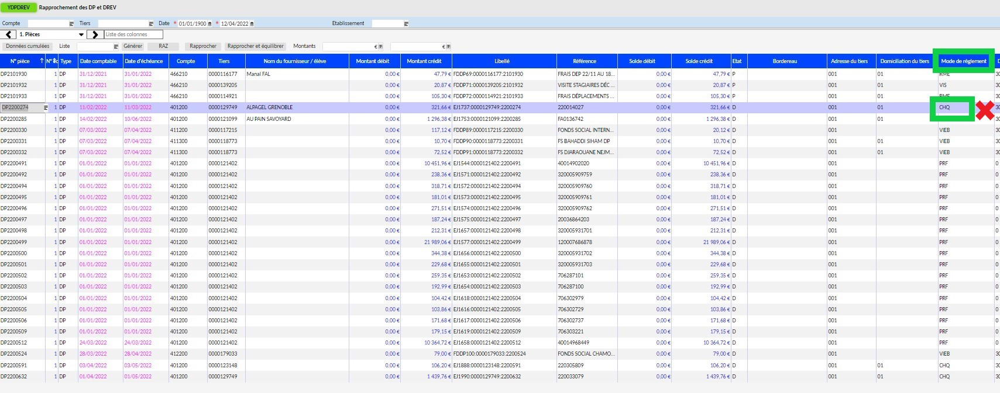 YDPDREV Rapprochement des DP et DREV
Compte Tiers Date * 01/01/1900 * 12/04/2022 Etablissement
1. Pièces Liste des colonnes
Données cumulées Liste Générer RAZ Rapprocher Rapprocher et équilibrer Montants € €
N° pièce N° Type Date comptable Date d'échéance Compte Tiers Nom du fournisseur / élève Montant débit Montant crédit Libellé Référence Solde débit Solde crédit Etat Bordereau Adresse du tiers Domiciliation du tiers Mode de règlement D
DP2101930 1 DP 31/12/2021 31/01/2022 466210 0000116177 Manal FAL 0,00 € 47,79 € FDDP69:0000116177:2101930 FRAIS DEP 22/11 AU 18... 0,00 € 47,79 € P 001 01 RME 30
DP2101932 1 DP 31/12/2021 31/01/2022 466210 0000139205 0,00 € 20,87 € FDDP71:0000139205:2101932 VISITE STAGIAIRES DÉC ... 0,00 € 20,87 € P 001 01 VIS 30
DP2101933 1 DP 31/12/2021 31/01/2022 466210 0000114921 0,00 € 105,30 € FDDP72:0000114921:2101933 FRAIS DÉPLACEMENTS ... 0,00 € 105,30 € P 001 01 RME 30
DP2200274 1 DP 11/02/2022 11/03/2022 401200 0000129749 ALPAGEL GRENOBLE 0,00 € 321,66 € EJ1737:0000129749:2200274 220014027 0,00 € 321,66 € D 001 01 CHQ
DP2200285 1 DP 14/02/2022 10/06/2022 401200 0000121099 AU PAIN SAVOYARD 0,00 € 1 296,38 € EJ1753:0000121099:2200285 FA0136742 0,00 € 1 296,38 € D 001 01 30
DP2200330 1 DP 07/03/2022 07/04/2022 411200 0000117215 0,00 € 117,12 € FDDP89:0000117215:2200330 FONDS SOCIAL INTERN... 0,00 € 20,12 € D 001 VIEB 30
DP2200331 1 DP 07/03/2022 07/04/2022 411300 0000118773 0,00 € 10,70 € FDDP90:0000118773:2200331 FS BAHADDI SIHAM DP 0,00 € 10,70 € D 001 01 VIEB 30
DP2200332 1 DP 07/03/2022 07/04/2022 411300 0000118773 0,00 € 72,52 € FDDP91:0000118773:2200332 FS DJARAOUANE NEJM... 0,00 € 72,52 € D 001 01 VIEB 30
DP2200491 1 DP 01/01/2022 01/01/2022 401200 0000121402 0,00 € 10 451,96 € EJ1544:0000121402:2200491 40014902020 0,00 € 10 451,96 € D 001 PRF 0
DP2200492 1 DP 01/01/2022 01/01/2022 401200 0000121402 0,00 € 238,36 € EJ1571:0000121402:2200492 320005909759 0,00 € 238,36 € D 001 PRF 0
DP2200494 1 DP 01/01/2022 01/01/2022 401200 0000121402 0,00 € 318,71 € EJ1572:0000121402:2200494 320005909760 0,00 € 318,71 € D 001 PRF 0
DP2200495 1 DP 01/01/2022 01/01/2022 401200 0000121402 0,00 € 181,01 € EJ1573:0000121402:2200495 320005909761 0,00 € 181,01 € D 001 PRF 0
DP2200496 1 DP 01/01/2022 01/01/2022 401200 0000121402 0,00 € 271,51 € EJ1574:0000121402:2200496 320005909762 0,00 € 271,51 € D 001 PRF 0
DP2200497 1 DP 01/01/2022 01/01/2022 401200 0000121402 0,00 € 187,24 € EJ1575:0000121402:2200497 20036864203 0,00 € 187,24 € D 001 PRF 0
DP2200498 1 DP 01/01/2022 01/01/2022 401200 0000121402 0,00 € 212,31 € EJ1657:0000121402:2200498 320005931701 0,00 € 212,31 € D 001 PRF 0
DP2200499 1 DP 01/01/2022 01/01/2022 401200 0000121402 0,00 € 21 989,06 € EJ1577:0000121402:2200499 120007686878 0,00 € 21 989,06 € D 001 PRF 0
DP2200500 1 DP 01/01/2022 01/01/2022 401200 0000121402 0,00 € 344,38 € EJ1656:0000121402:2200500 320005931702 0,00 € 344,38 € D 001 PRF 0
DP2200501 1 DP 01/01/2022 01/01/2022 401200 0000121402 0,00 € 229,68 € EJ1655:0000121402:2200501 320005931703 0,00 € 229,68 € D 001 PRF 0
DP2200502 1 DP 01/01/2022 01/01/2022 401200 0000121402 0,00 € 259,35 € EJ1653:0000121402:2200502 706287101 0,00 € 259,35 € D 001 PRF 0
DP2200503 1 DP 01/01/2022 01/01/2022 401200 0000121402 0,00 € 192,99 € EJ1654:0000121402:2200503 706287100 0,00 € 192,99 € D 001 PRF 0
DP2200504 1 DP 01/01/2022 01/01/2022 401200 0000121402 0,00 € 104,42 € EJ1618:0000121402:2200504 706302979 0,00 € 104,42 € D 001 PRF 0
DP2200505 1 DP 01/01/2022 01/01/2022 401200 0000121402 0,00 € 103,86 € EJ1616:0000121402:2200505 706302729 0,00 € 103,86 € D 001 PRF 0
DP2200506 1 DP 01/01/2022 01/01/2022 401200 0000121402 0,00 € 171,68 € EJ1617:0000121402:2200506 706302737 0,00 € 171,68 € D 001 PRF 0
DP2200509 1 DP 01/01/2022 01/01/2022 401200 0000121402 0,00 € 179,15 € EJ1619:0000121402:2200509 706303221 0,00 € 179,15 € D 001 PRF 0
DP2200512 1 DP 24/03/2022 24/03/2022 401200 0000121402 0,00 € 10 364,72 € EJ1658:0000121402:2200512 40014968449 0,00 € 10 364,72 € D 001 PRF 0
DP2200524 1 DP 28/03/2022 28/04/2022 412200 0000179033 0,00 € 79,00 € FDDP100:0000179033:2200524 FONDS SOCIAL CHAMO... 0,00 € 79,00 € D 001 VIEB 30
DP2200591 1 DP 03/04/2022 03/05/2022 401200 0000123148 0,00 € 106,20 € EJ1888:0000123148:2200591 220305809 0,00 € 106,20 € D 001 01 CHQ 30
DP2200632 1 DP 01/04/2022 01/05/2022 401200 0000129749 0,00 € 1 439,76 € EJ1990:0000129749:2200632 220033079 0,00 € 1 439,76 € D 001 01 CHQ 30